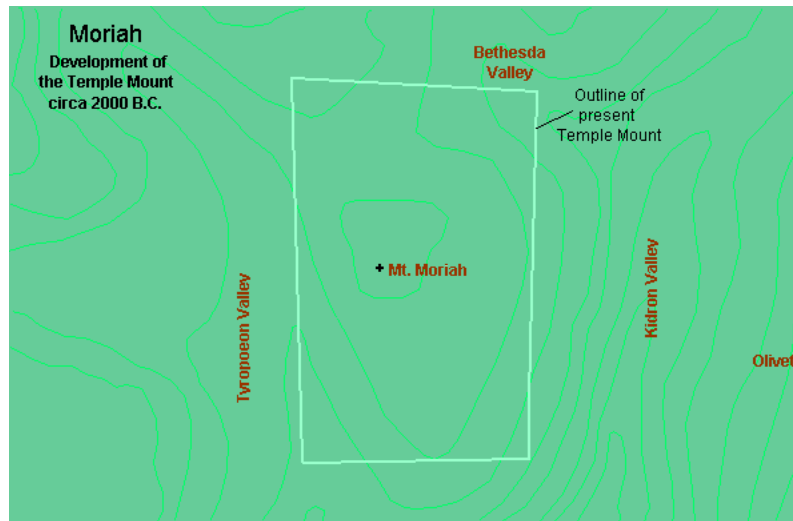 Moriah
Development of
the Temple Mount
circa 2000 B.C.
Bethesda
Valley
Outline of
present
Temple Mount
Mt. Moriah
Tyropoeon Valley
Kidron Valley
Olivet